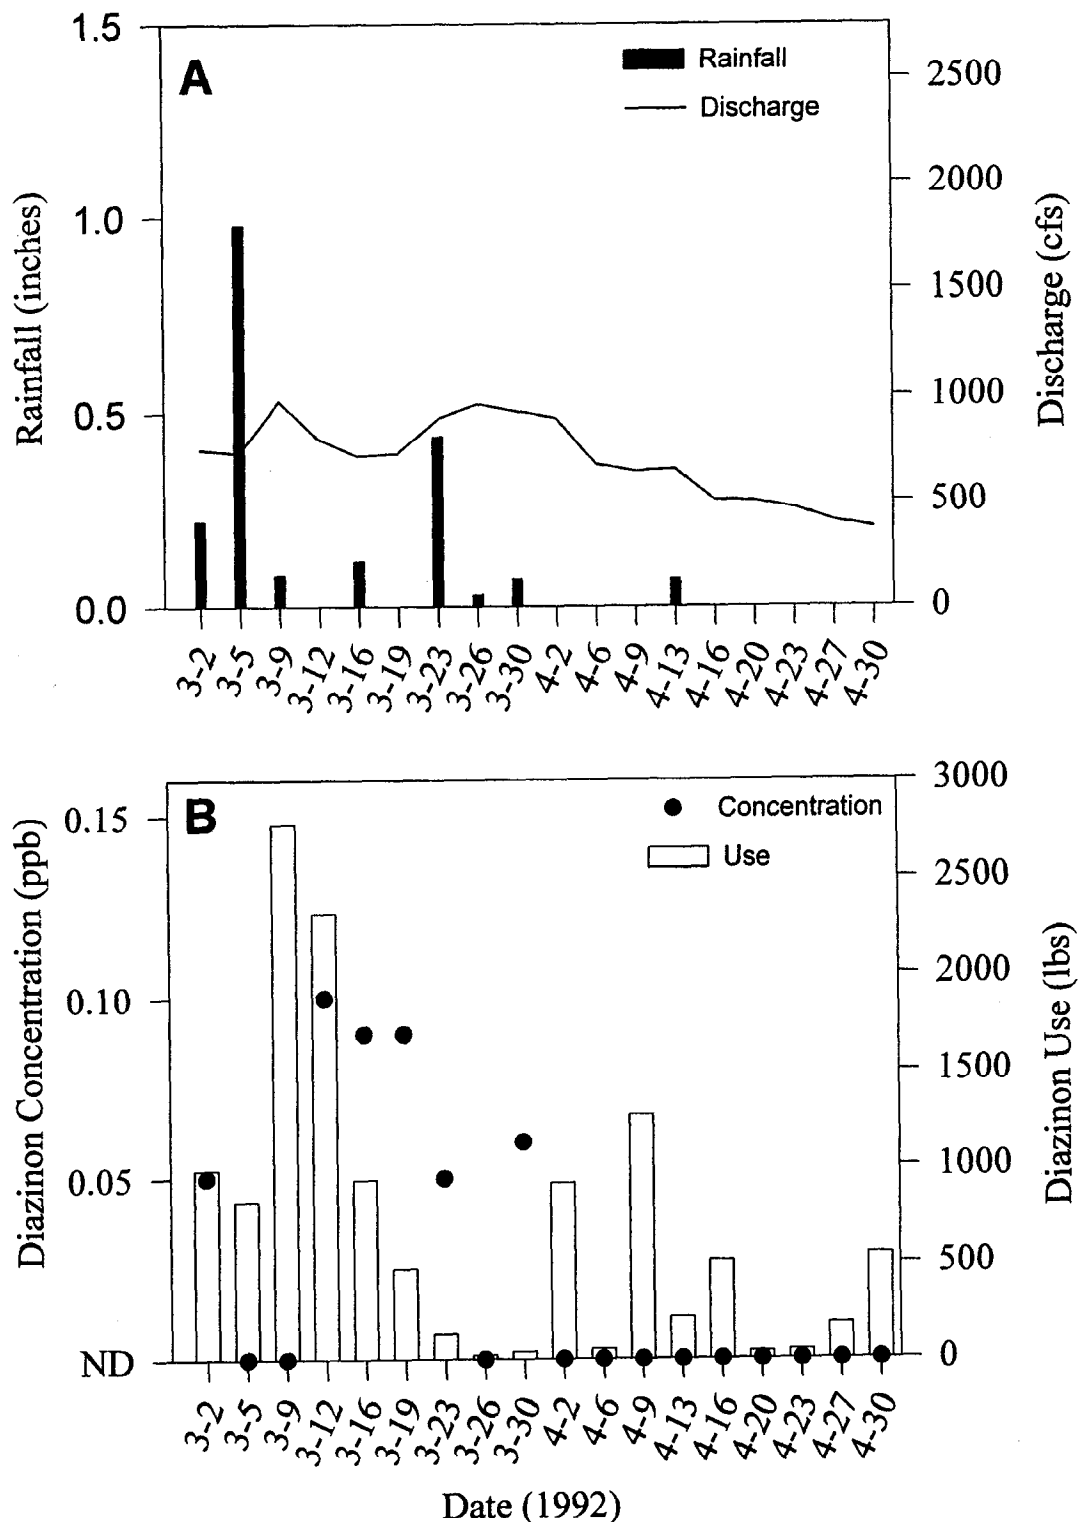 A
Rainfall
Discharge
1.5
1.0
0.5
0.0
Rainfall (inches)
2500
2000
1500
1000
500
0
Discharge (cfs)
3-2 3-5 3-9 3-12 3-16 3-19 3-23 3-26 3-30 4-2 4-6 4-9 4-13 4-16 4-20 4-23 4-27 4-30
B
Concentration
Use
0.15
0.10
0.05
ND
Diazinon Concentration (ppb)
3000
2500
2000
1500
1000
500
0
Diazinon Use (lbs)
3-2 3-5 3-9 3-12 3-16 3-19 3-23 3-26 3-30 4-2 4-6 4-9 4-13 4-16 4-20 4-23 4-27 4-30
Date (1992)